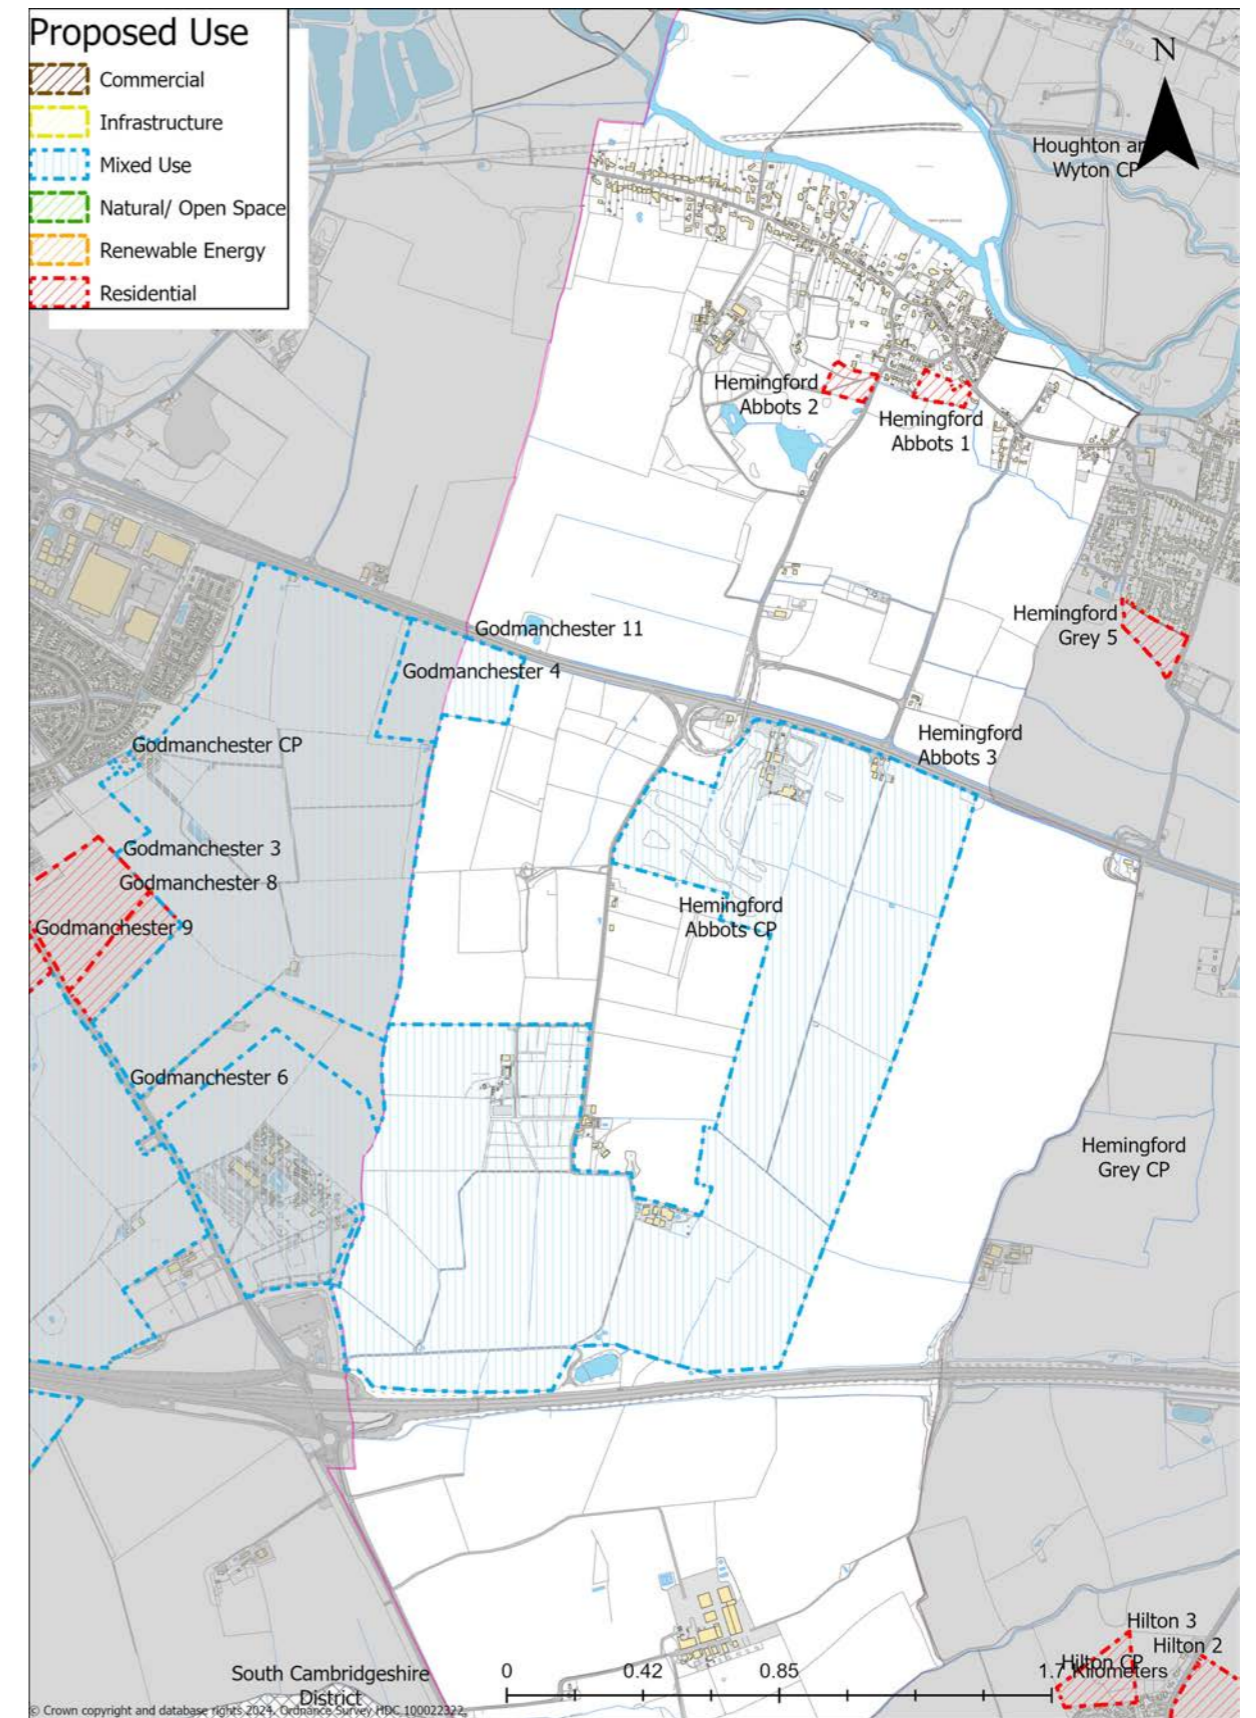 Proposed Use
Commercial
Infrastructure
Mixed Use
Natural/ Open Space
Renewable Energy
Residential
N
Houghton
Wyton CP
Hemingford
Abbots 2
Hemingford
Abbots 1
Hemingford
Grey 5
Godmanchester 11
Godmanchester 4
Hemingford
Abbots 3
Godmanchester CP
Godmanchester 3
Godmanchester 8
Godmanchester 9
Hemingford
Abbots CP
Godmanchester 6
Hemingford
Grey CP
Hilton 3
Hilton 2
Hilton CP
South Cambridgeshire
District
0 0.42 0.85 1.7 Kilometers
© Crown copyright and database rights 2024. Ordnance Survey HDC 100022322